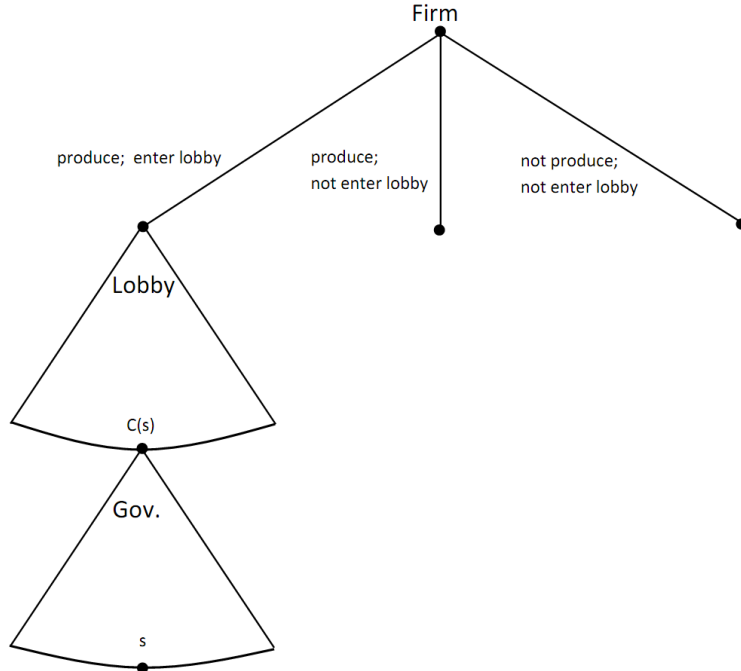 Firm
produce; enter lobby
produce;
not enter lobby
not produce;
not enter lobby
Lobby
C(s)
Gov.
s